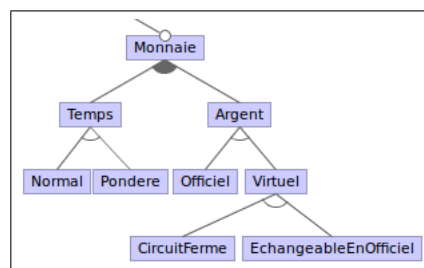 Monnaie
Temps Argent
Normal Pondere Officiel Virtuel
CircuitFerme EchangeableEnOfficiel